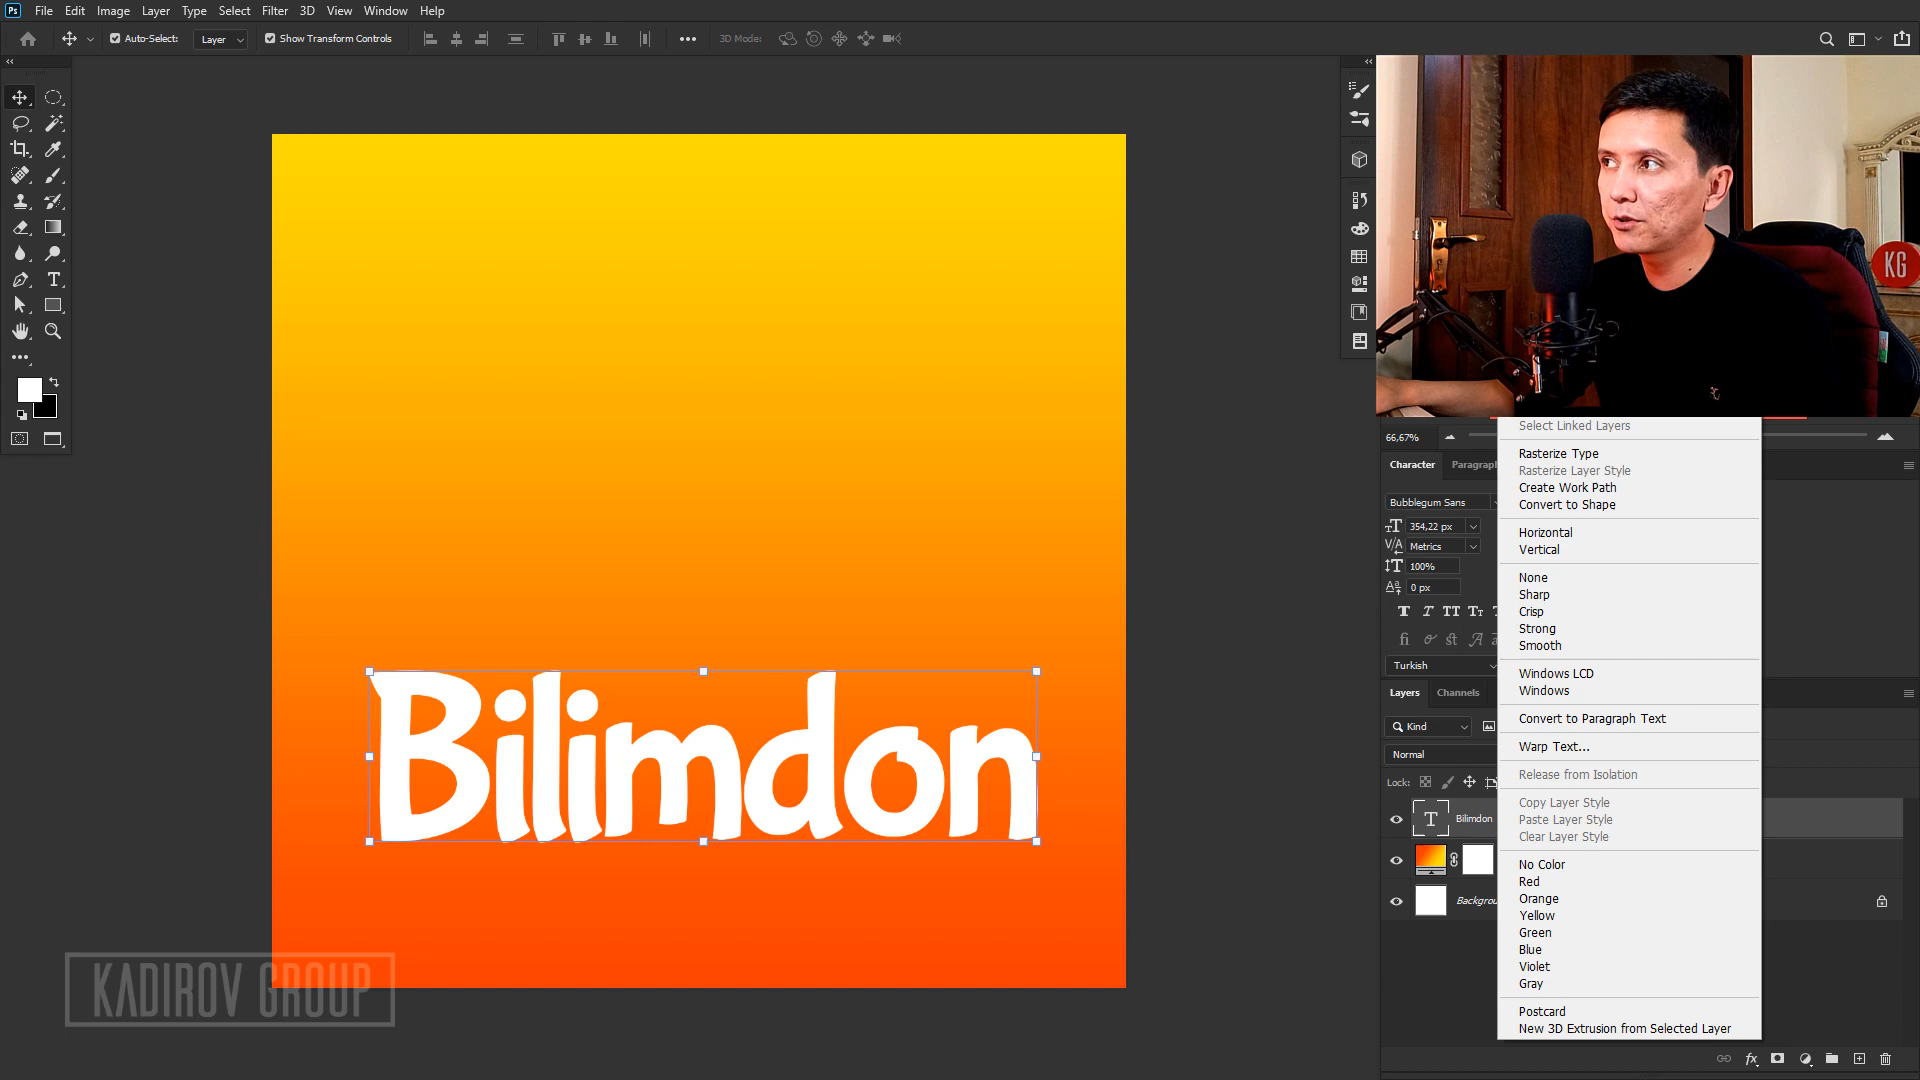 Ps File Edit Image Layer Type Select Filter 3D View Window Help
Auto-Select: Layer Show Transform Controls 3D Mode:
KG
66,67%
Character Paragraph
Bubblegum Sans
354,22 px
Metrics
100%
0 px
Turkish
Layers Channels
Kind
Normal
Lock:
Bilimdon
Select Linked Layers
Rasterize Type
Rasterize Layer Style
Create Work Path
Convert to Shape
Horizontal
Vertical
None
Sharp
Crisp
Strong
Smooth
Windows LCD
Windows
Convert to Paragraph Text
Warp Text...
Release from Isolation
Copy Layer Style
Paste Layer Style
Clear Layer Style
No Color
Red
Orange
Yellow
Green
Blue
Violet
Gray
Postcard
New 3D Extrusion from Selected Layer
Bilimdon
KADIROV GROUP